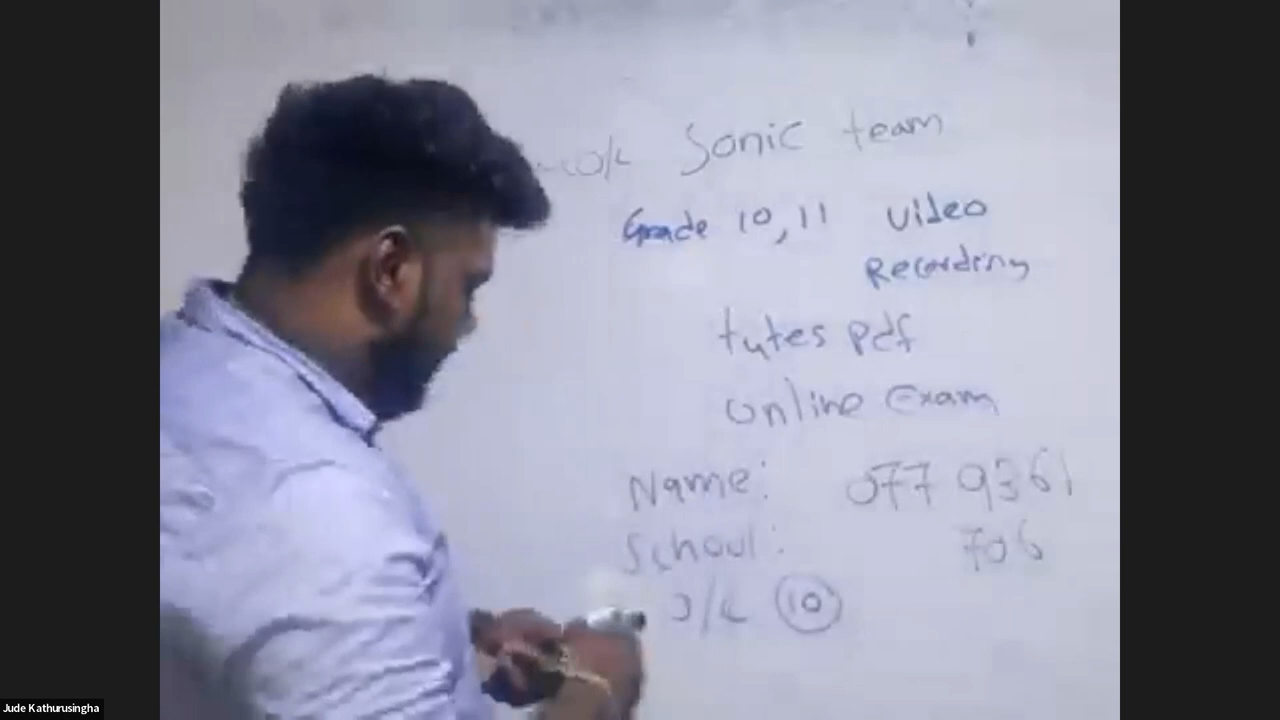 Sonic team
Grade 10, 11 video
Recording
tutes pdf
online Exam
Name: 077 9361
School: 706
(10)
Jude Kathurusingha